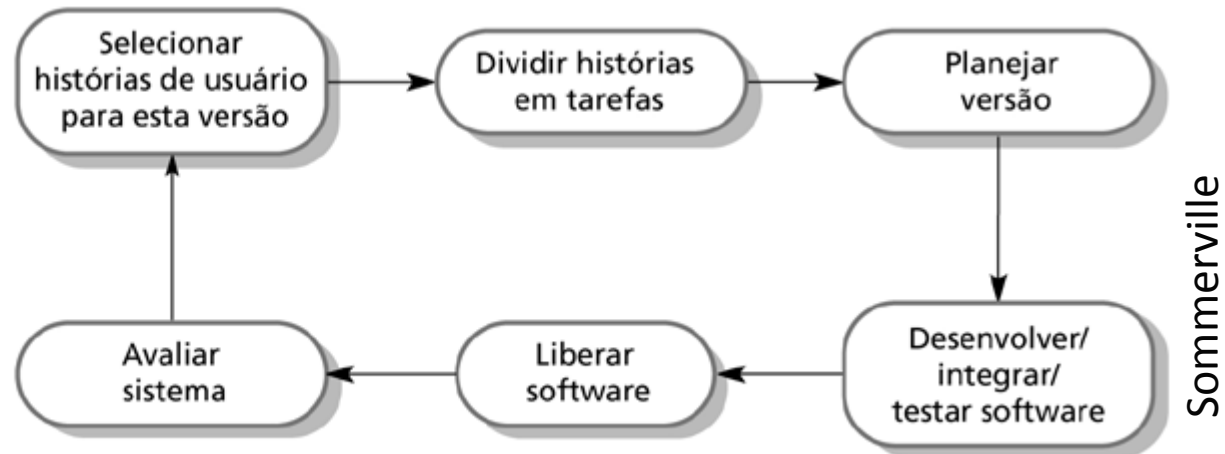 Selecionar
histórias de usuário
para esta versão
Dividir histórias
em tarefas
Planejar
versão
Avaliar
sistema
Liberar
software
Desenvolver/
integrar/
testar software
Sommerville